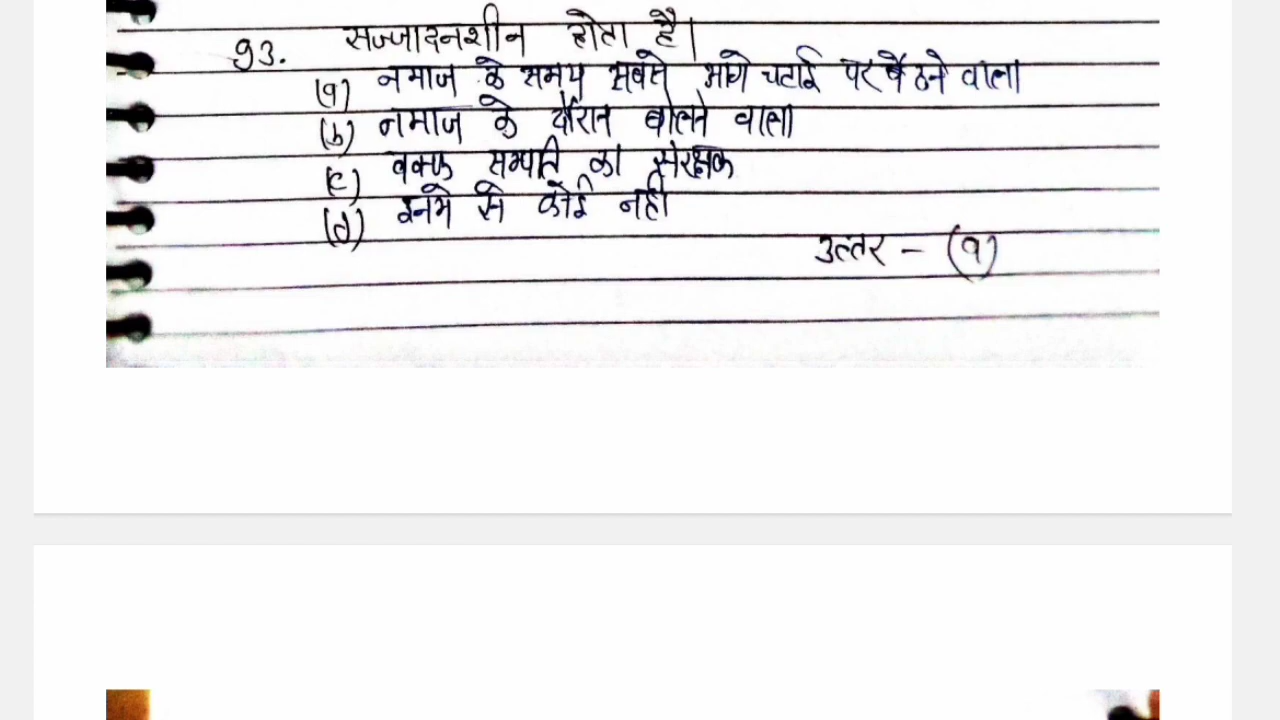 93. सज्जादनशीन होता है।
(a) नमाज के समय सबसे आगे चटाई पर बैठने वाला
(b) नमाज के दौरान बोलने वाला
(c) वक्फ सम्पति का संरक्षक
(d) इनमे से कोई नही
उत्तर – (a)